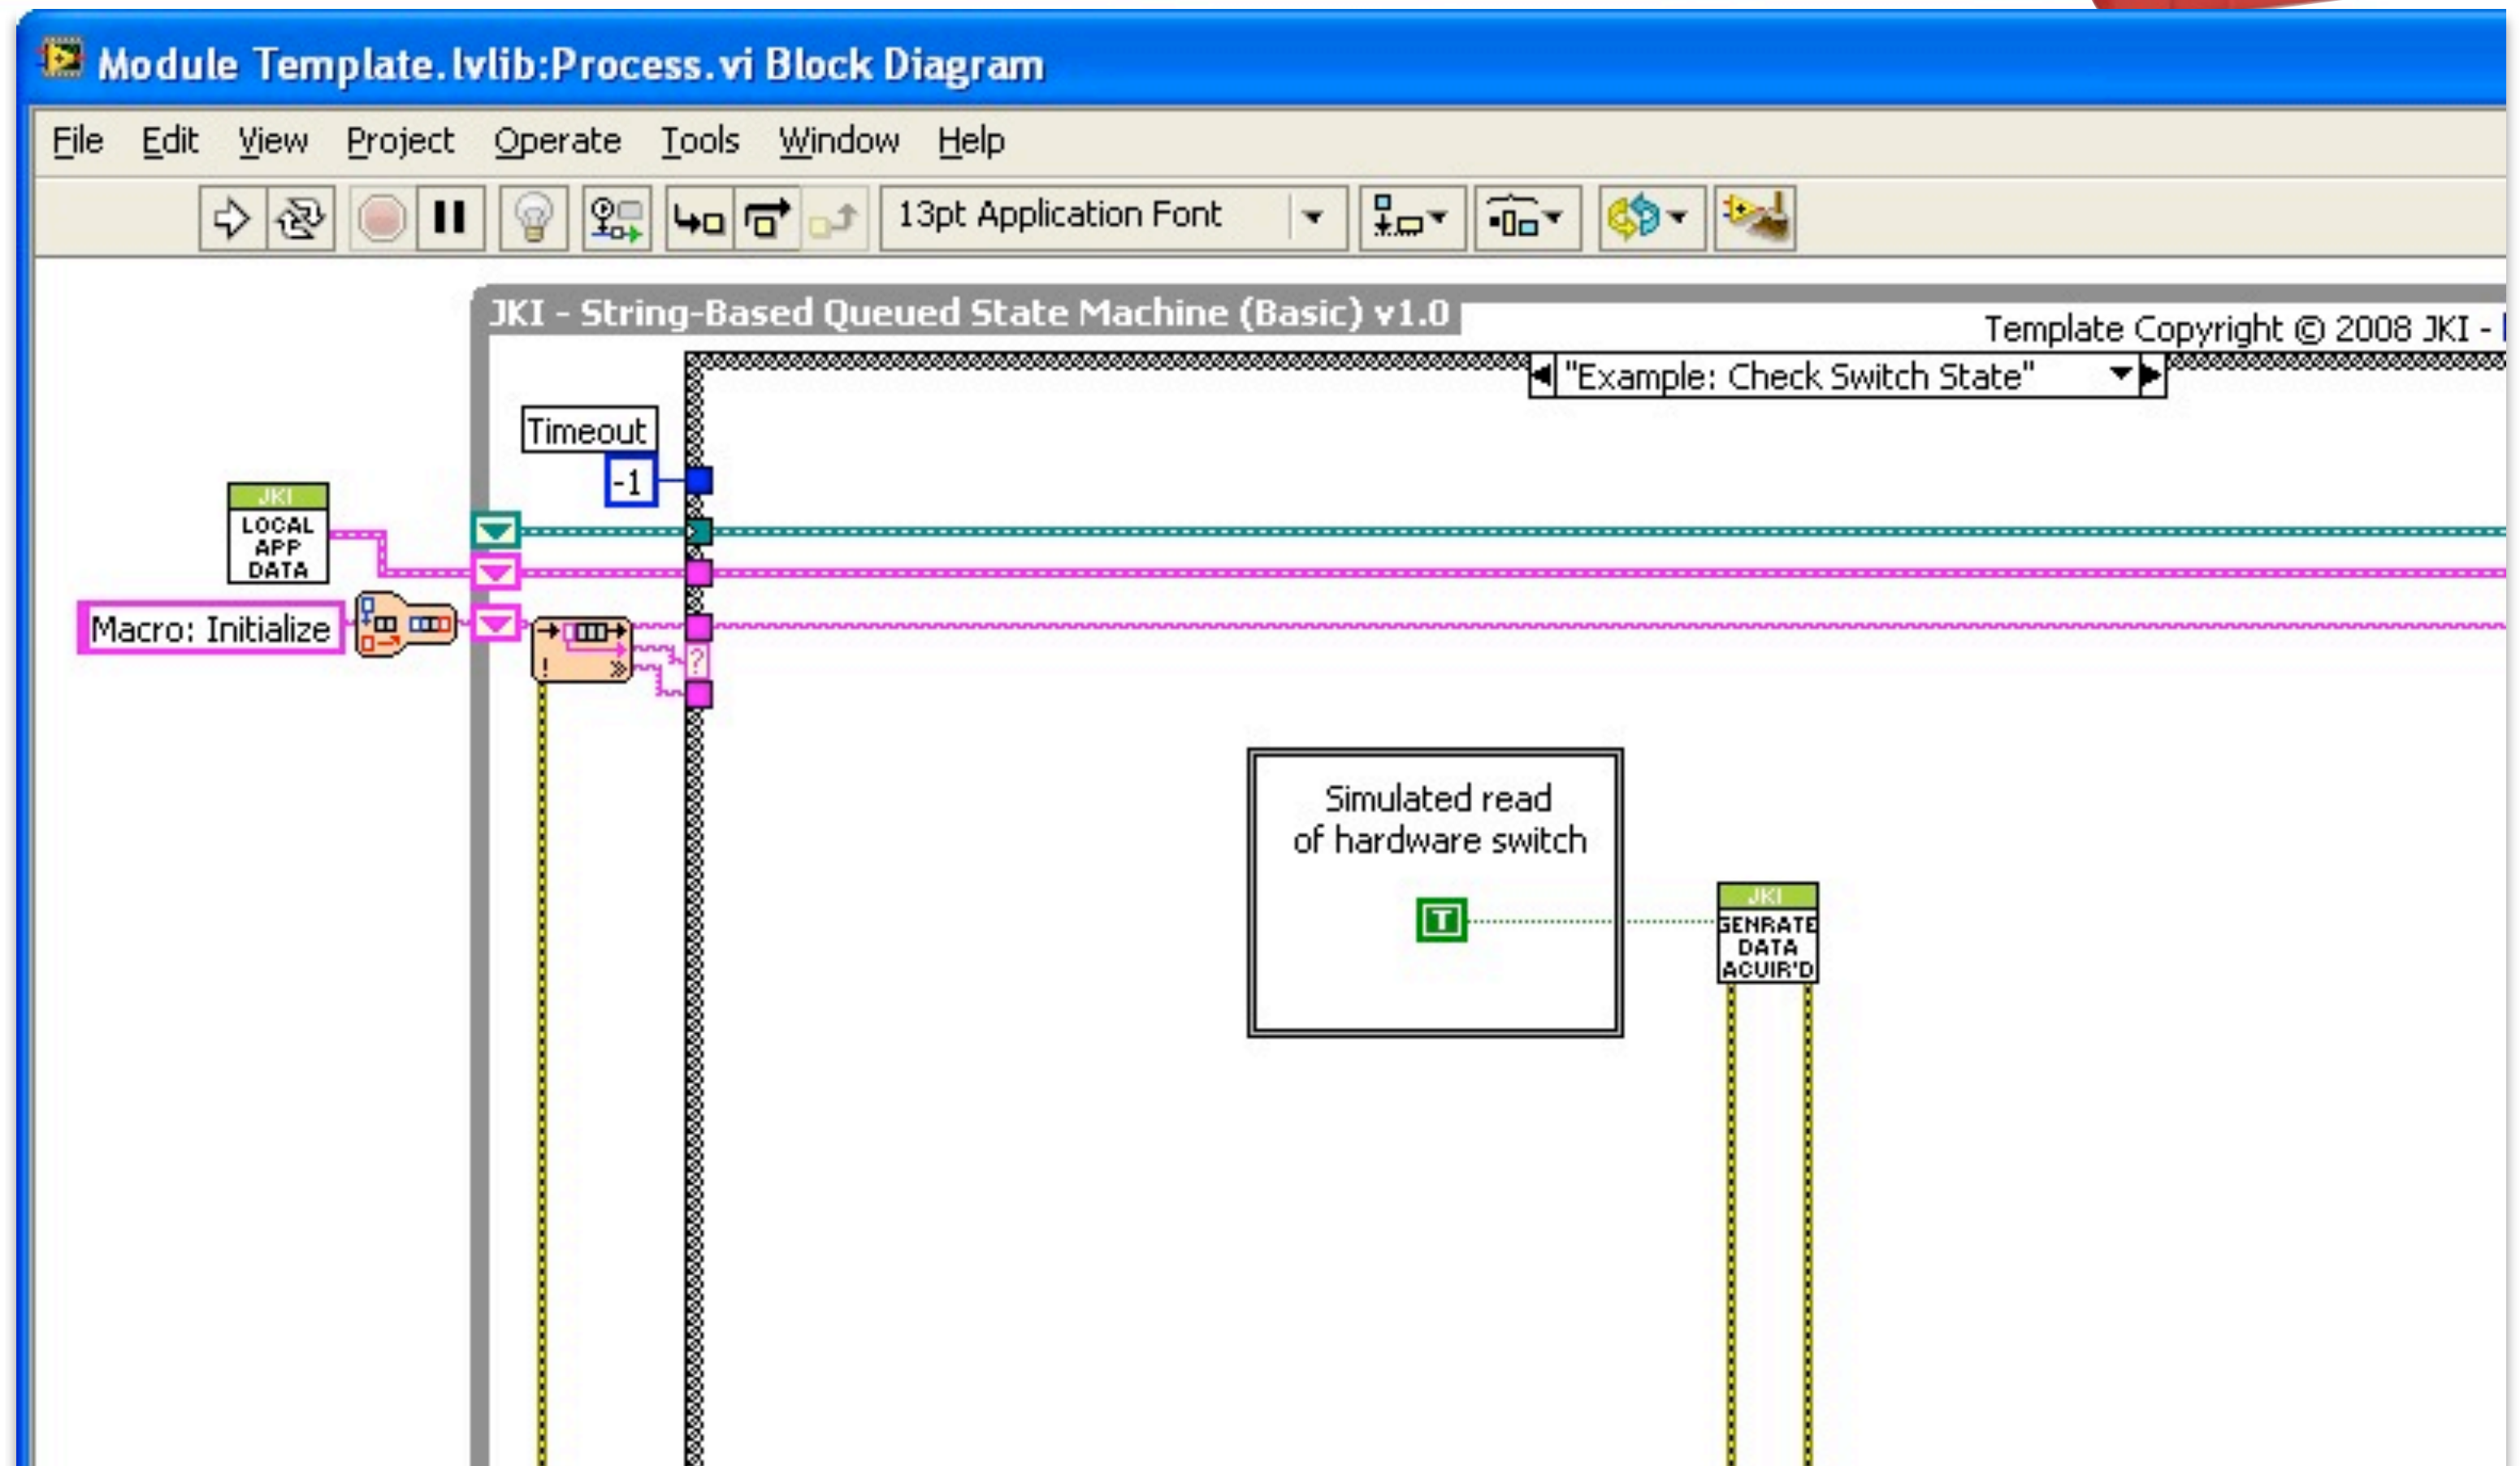 Module Template.lvlib:Process.vi Block Diagram
File Edit View Project Operate Tools Window Help
13pt Application Font
JKI - String-Based Queued State Machine (Basic) v1.0
Template Copyright © 2008 JKI -
"Example: Check Switch State"
Timeout
-1
JKI
LOCAL
APP
DATA
Macro: Initialize
!
?
Simulated read
of hardware switch
T
JKI
GENRATE
DATA
ACUIR'D